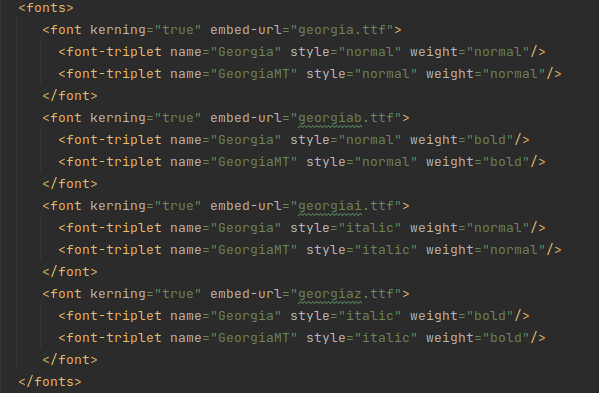 <fonts>
<font kerning="true" embed-url="georgia.ttf">
<font-triplet name="Georgia" style="normal" weight="normal"/>
<font-triplet name="GeorgiaMT" style="normal" weight="normal"/>
</font>
<font kerning="true" embed-url="georgiab.ttf">
<font-triplet name="Georgia" style="normal" weight="bold"/>
<font-triplet name="GeorgiaMT" style="normal" weight="bold"/>
</font>
<font kerning="true" embed-url="georgiai.ttf">
<font-triplet name="Georgia" style="italic" weight="normal"/>
<font-triplet name="GeorgiaMT" style="italic" weight="normal"/>
</font>
<font kerning="true" embed-url="georgiaz.ttf">
<font-triplet name="Georgia" style="italic" weight="bold"/>
<font-triplet name="GeorgiaMT" style="italic" weight="bold"/>
</font>
</fonts>